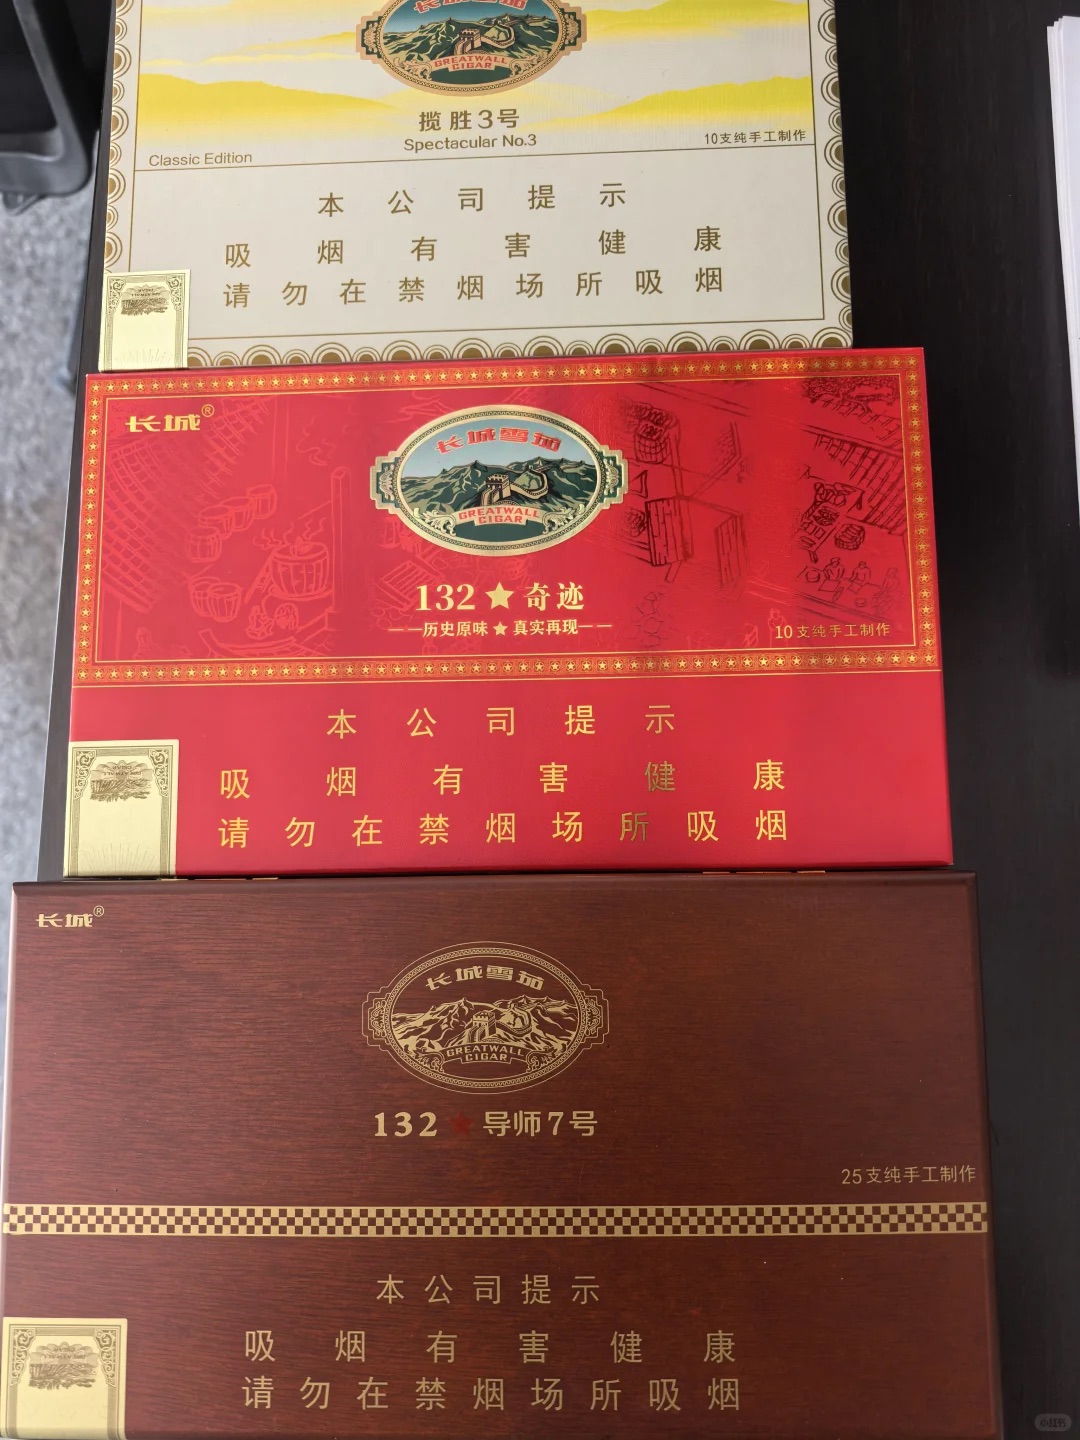 长城雪茄
GREATWALL
CIGAR
揽胜3号
Spectacular No.3
10支纯手工制作
Classic Edition
本公司提示
吸烟有害健康
请勿在禁烟场所吸烟
长城®
长城雪茄
GREATWALL
CIGAR
132★奇迹
——历史原味★真实再现——
10支纯手工制作
本公司提示
吸烟有害健康
请勿在禁烟场所吸烟
长城®
长城雪茄
GREATWALL
CIGAR
132★导师7号
25支纯手工制作
本公司提示
吸烟有害健康
请勿在禁烟场所吸烟
小红书